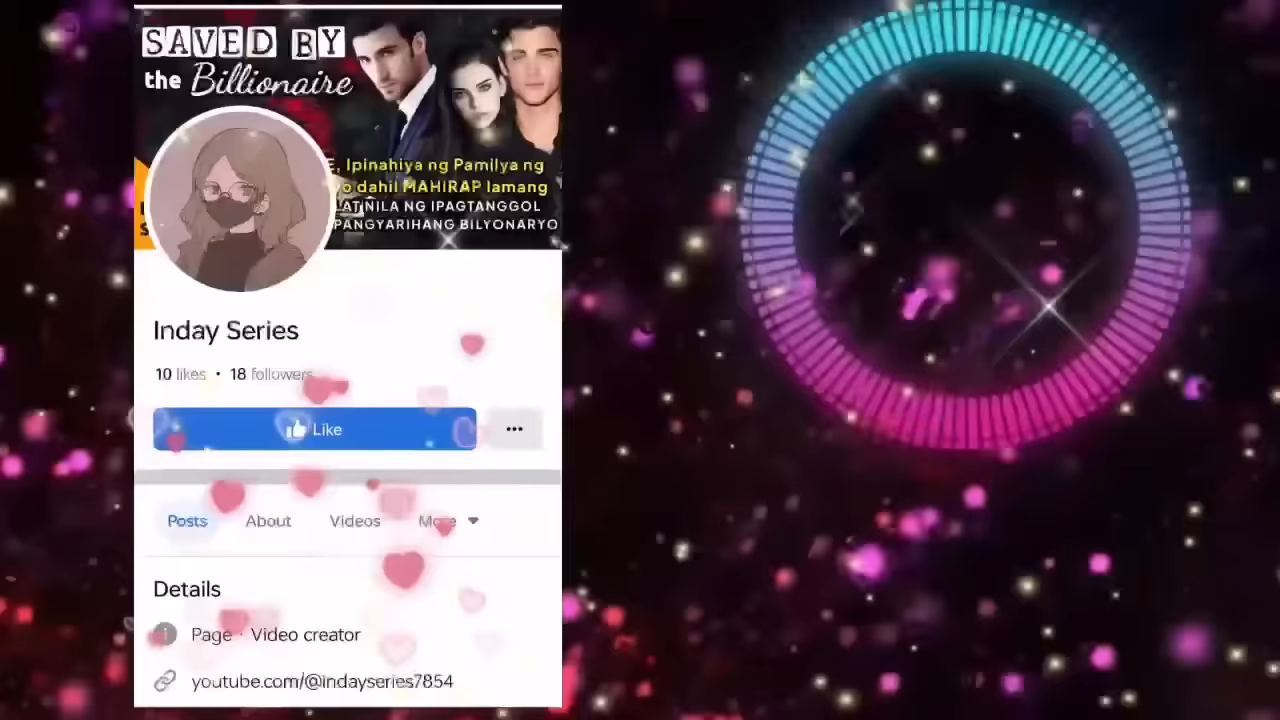 SAVED BY
the Billionaire
E, Ipinahiya ng Pamilya ng
dahil MAHIRAP lamang
NILA NG IPAGTANGGOL
PANGYARIHANG BILYONARYO
Inday Series
10 likes • 18 followers
Like
Posts About Videos More
Details
Page · Video creator
youtube.com/@indayseries7854